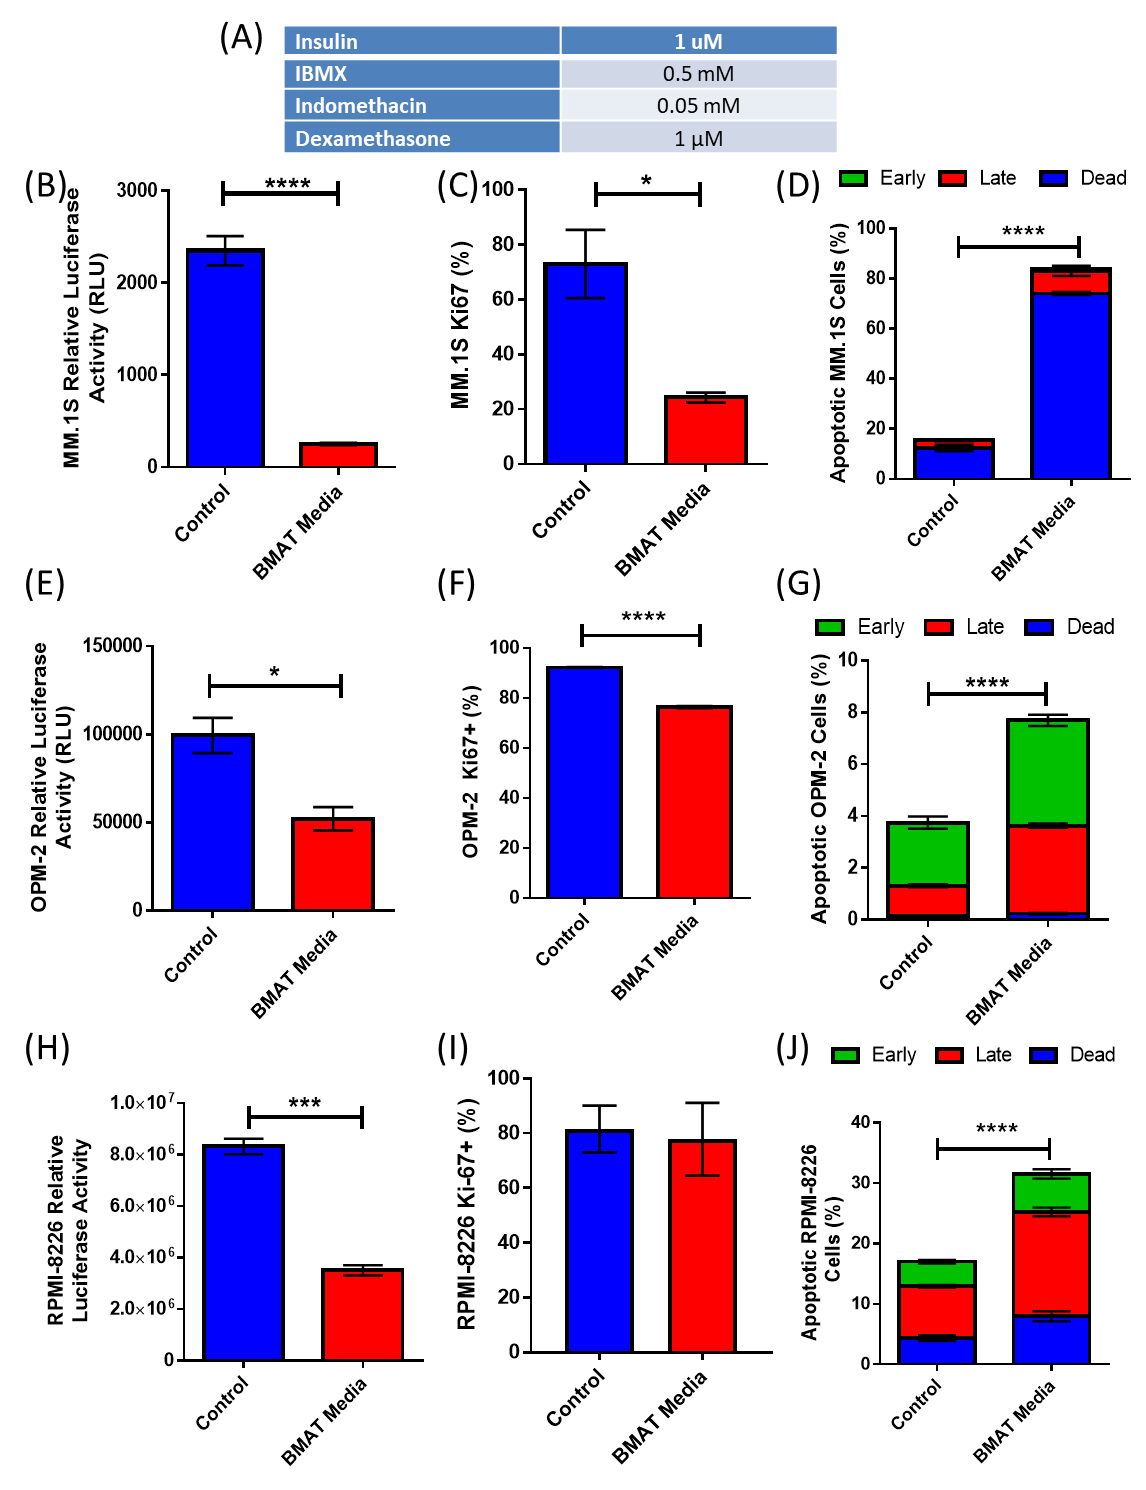 (A)
Insulin 1 uM
IBMX 0.5 mM
Indomethacin 0.05 mM
Dexamethasone 1 µM
(B)
MM.1S Relative Luciferase
Activity (RLU)
3000
2000
1000
0
****
Control
BMAT Media
(C)
MM.1S Ki67 (%)
100
80
60
40
20
0
*
Control
BMAT Media
(D)
Early Late Dead
Apoptotic MM.1S Cells (%)
100
80
60
40
20
0
****
Control
BMAT Media
(E)
OPM-2 Relative Luciferase
Activity (RLU)
150000
100000
50000
0
*
Control
BMAT Media
(F)
OPM-2 Ki67+ (%)
100
80
60
40
20
0
****
Control
BMAT Media
(G)
Early Late Dead
Apoptotic OPM-2 Cells (%)
10
8
6
4
2
0
****
Control
BMAT Media
(H)
RPMI-8226 Relative
Luciferase Activity
1.0×10⁷
8.0×10⁶
6.0×10⁶
4.0×10⁶
2.0×10⁶
0
***
Control
BMAT Media
(I)
RPMI-8226 Ki-67+ (%)
100
80
60
40
20
0
Control
BMAT Media
(J)
Early Late Dead
Apoptotic RPMI-8226
Cells (%)
40
30
20
10
0
****
Control
BMAT Media